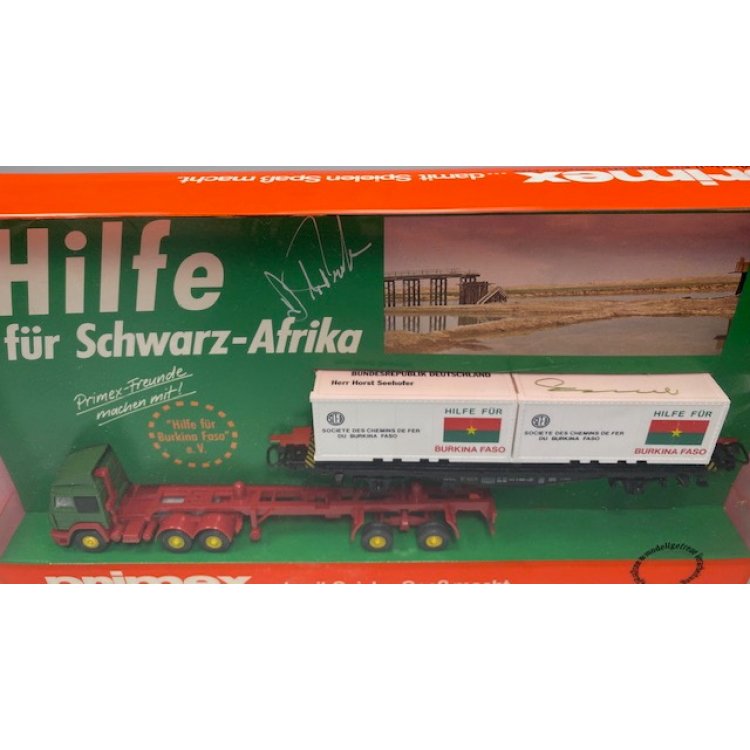 primex
...damit Spielen Spaß macht.
Hilfe
für Schwarz-Afrika
Primex-Freunde
machen mit!
"Hilfe für
Burkina Faso"
e.V.
BUNDESREPUBLIK DEUTSCHLAND
Herr Horst Seehofer
SOCIETE DES CHEMINS DE FER
DU BURKINA FASO
HILFE FÜR
BURKINA FASO
SOCIETE DES CHEMINS DE FER
DU BURKINA FASO
HILFE FÜR
BURKINA FASO
primex